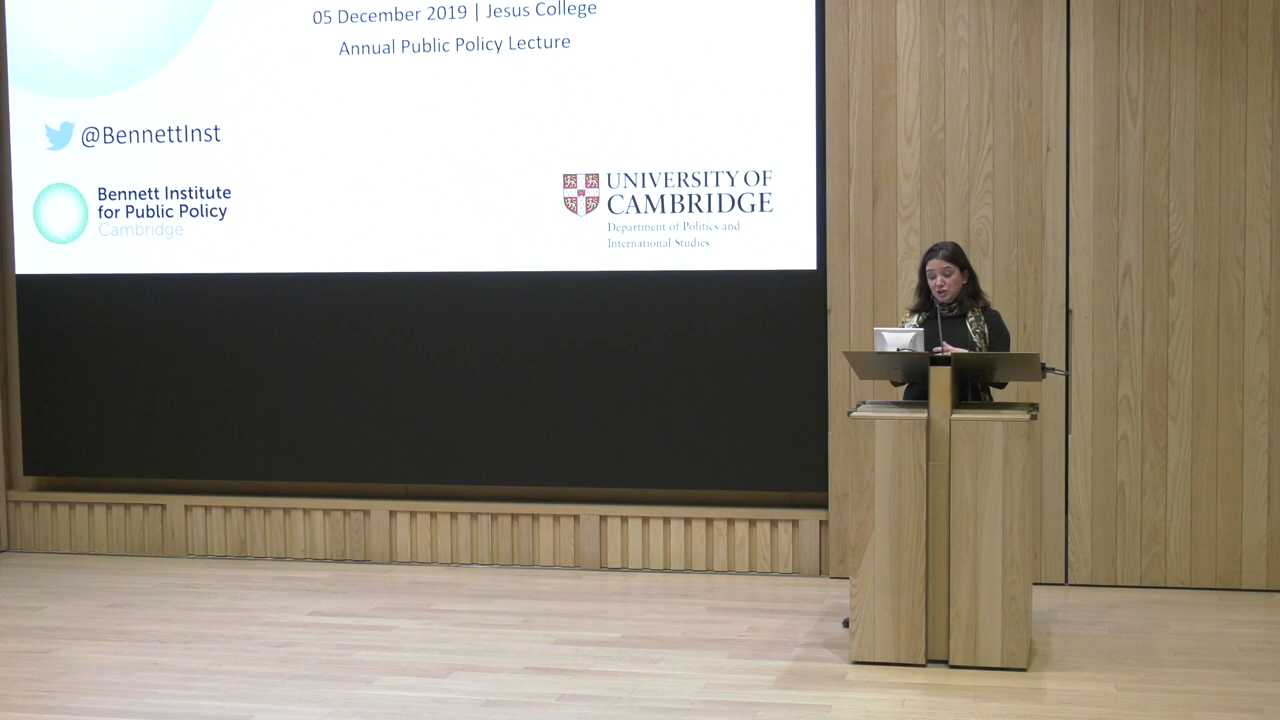 05 December 2019 | Jesus College
Annual Public Policy Lecture
@BennettInst
Bennett Institute
for Public Policy
Cambridge
UNIVERSITY OF
CAMBRIDGE
Department of Politics and
International Studies